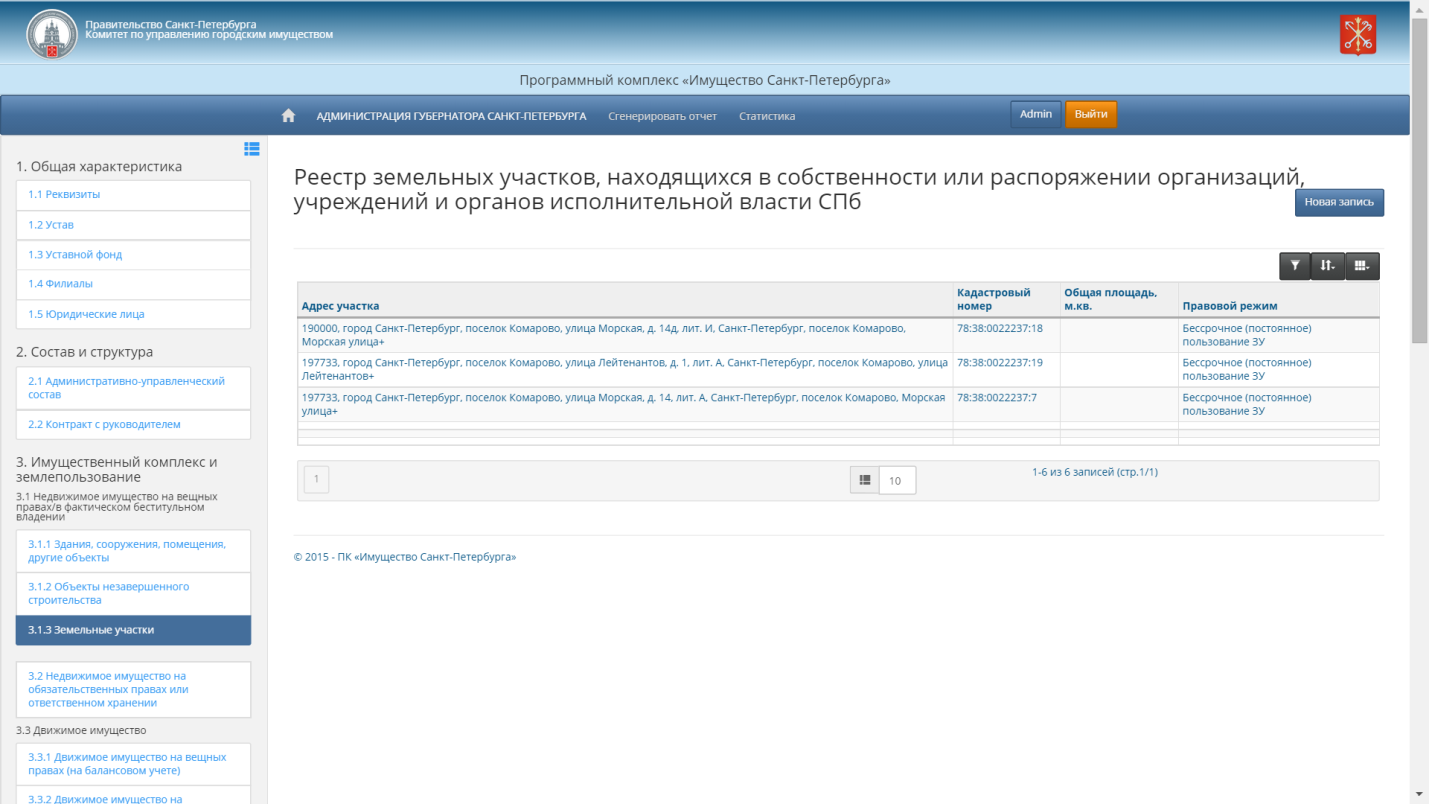 Правительство Санкт-Петербурга
Комитет по управлению городским имуществом
Программный комплекс «Имущество Санкт-Петербурга»
АДМИНИСТРАЦИЯ ГУБЕРНАТОРА САНКТ-ПЕТЕРБУРГА Сгенерировать отчет Статистика Admin Выйти
1. Общая характеристика
1.1 Реквизиты
1.2 Устав
1.3 Уставной фонд
1.4 Филиалы
1.5 Юридические лица
2. Состав и структура
2.1 Административно-управленческий
состав
2.2 Контракт с руководителем
3. Имущественный комплекс и
землепользование
3.1 Недвижимое имущество на вещных
правах/в фактическом беститульном
владении
3.1.1 Здания, сооружения, помещения,
другие объекты
3.1.2 Объекты незавершенного
строительства
3.1.3 Земельные участки
3.2 Недвижимое имущество на
обязательственных правах или
ответственном хранении
3.3 Движимое имущество
3.3.1 Движимое имущество на вещных
правах (на балансовом учете)
3.3.2 Движимое имущество на
Реестр земельных участков, находящихся в собственности или распоряжении организаций,
учреждений и органов исполнительной власти СПб
Новая запись
Адрес участка Кадастровый номер Общая площадь, м.кв. Правовой режим
190000, город Санкт-Петербург, поселок Комарово, улица Морская, д. 14д, лит. И, Санкт-Петербург, поселок Комарово, 78:38:0022237:18 Бессрочное (постоянное)
Морская улица+ пользование ЗУ
197733, город Санкт-Петербург, поселок Комарово, улица Лейтенантов, д. 1, лит. А, Санкт-Петербург, поселок Комарово, улица 78:38:0022237:19 Бессрочное (постоянное)
Лейтенантов+ пользование ЗУ
197733, город Санкт-Петербург, поселок Комарово, улица Морская, д. 14, лит. А, Санкт-Петербург, поселок Комарово, Морская 78:38:0022237:7 Бессрочное (постоянное)
улица+ пользование ЗУ
1 10 1-6 из 6 записей (стр.1/1)
© 2015 - ПК «Имущество Санкт-Петербурга»